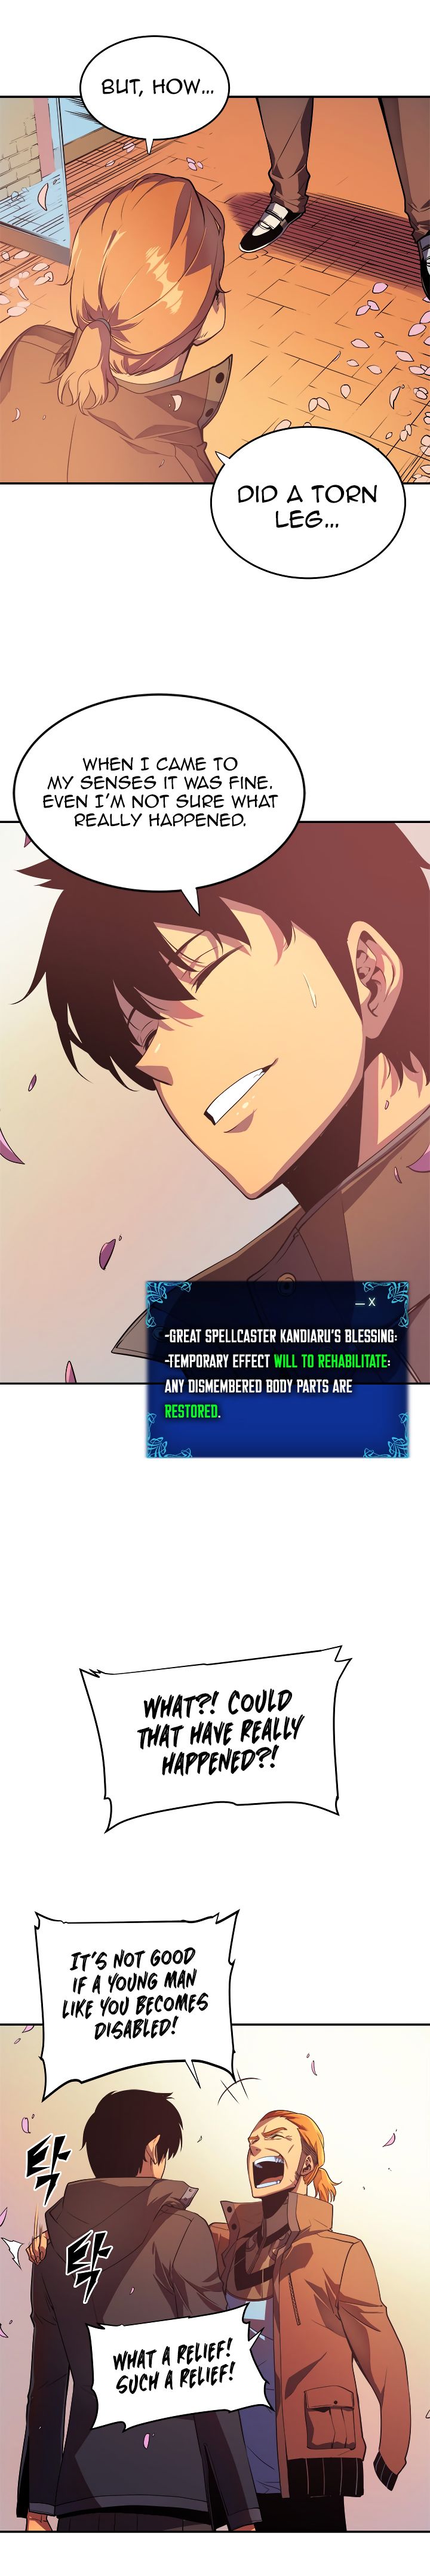 BUT, HOW...
DID A TORN
LEG...
WHEN I CAME TO
MY SENSES IT WAS FINE.
EVEN I'M NOT SURE WHAT
REALLY HAPPENED.
— X
-GREAT SPELLCASTER KANDIARU'S BLESSING:
-TEMPORARY EFFECT WILL TO REHABILITATE:
ANY DISMEMBERED BODY PARTS ARE
RESTORED.
WHAT?! COULD
THAT HAVE REALLY
HAPPENED?!
IT'S NOT GOOD
IF A YOUNG MAN
LIKE YOU BECOMES
DISABLED!
탁
탁
WHAT A RELIEF!
SUCH A RELIEF!